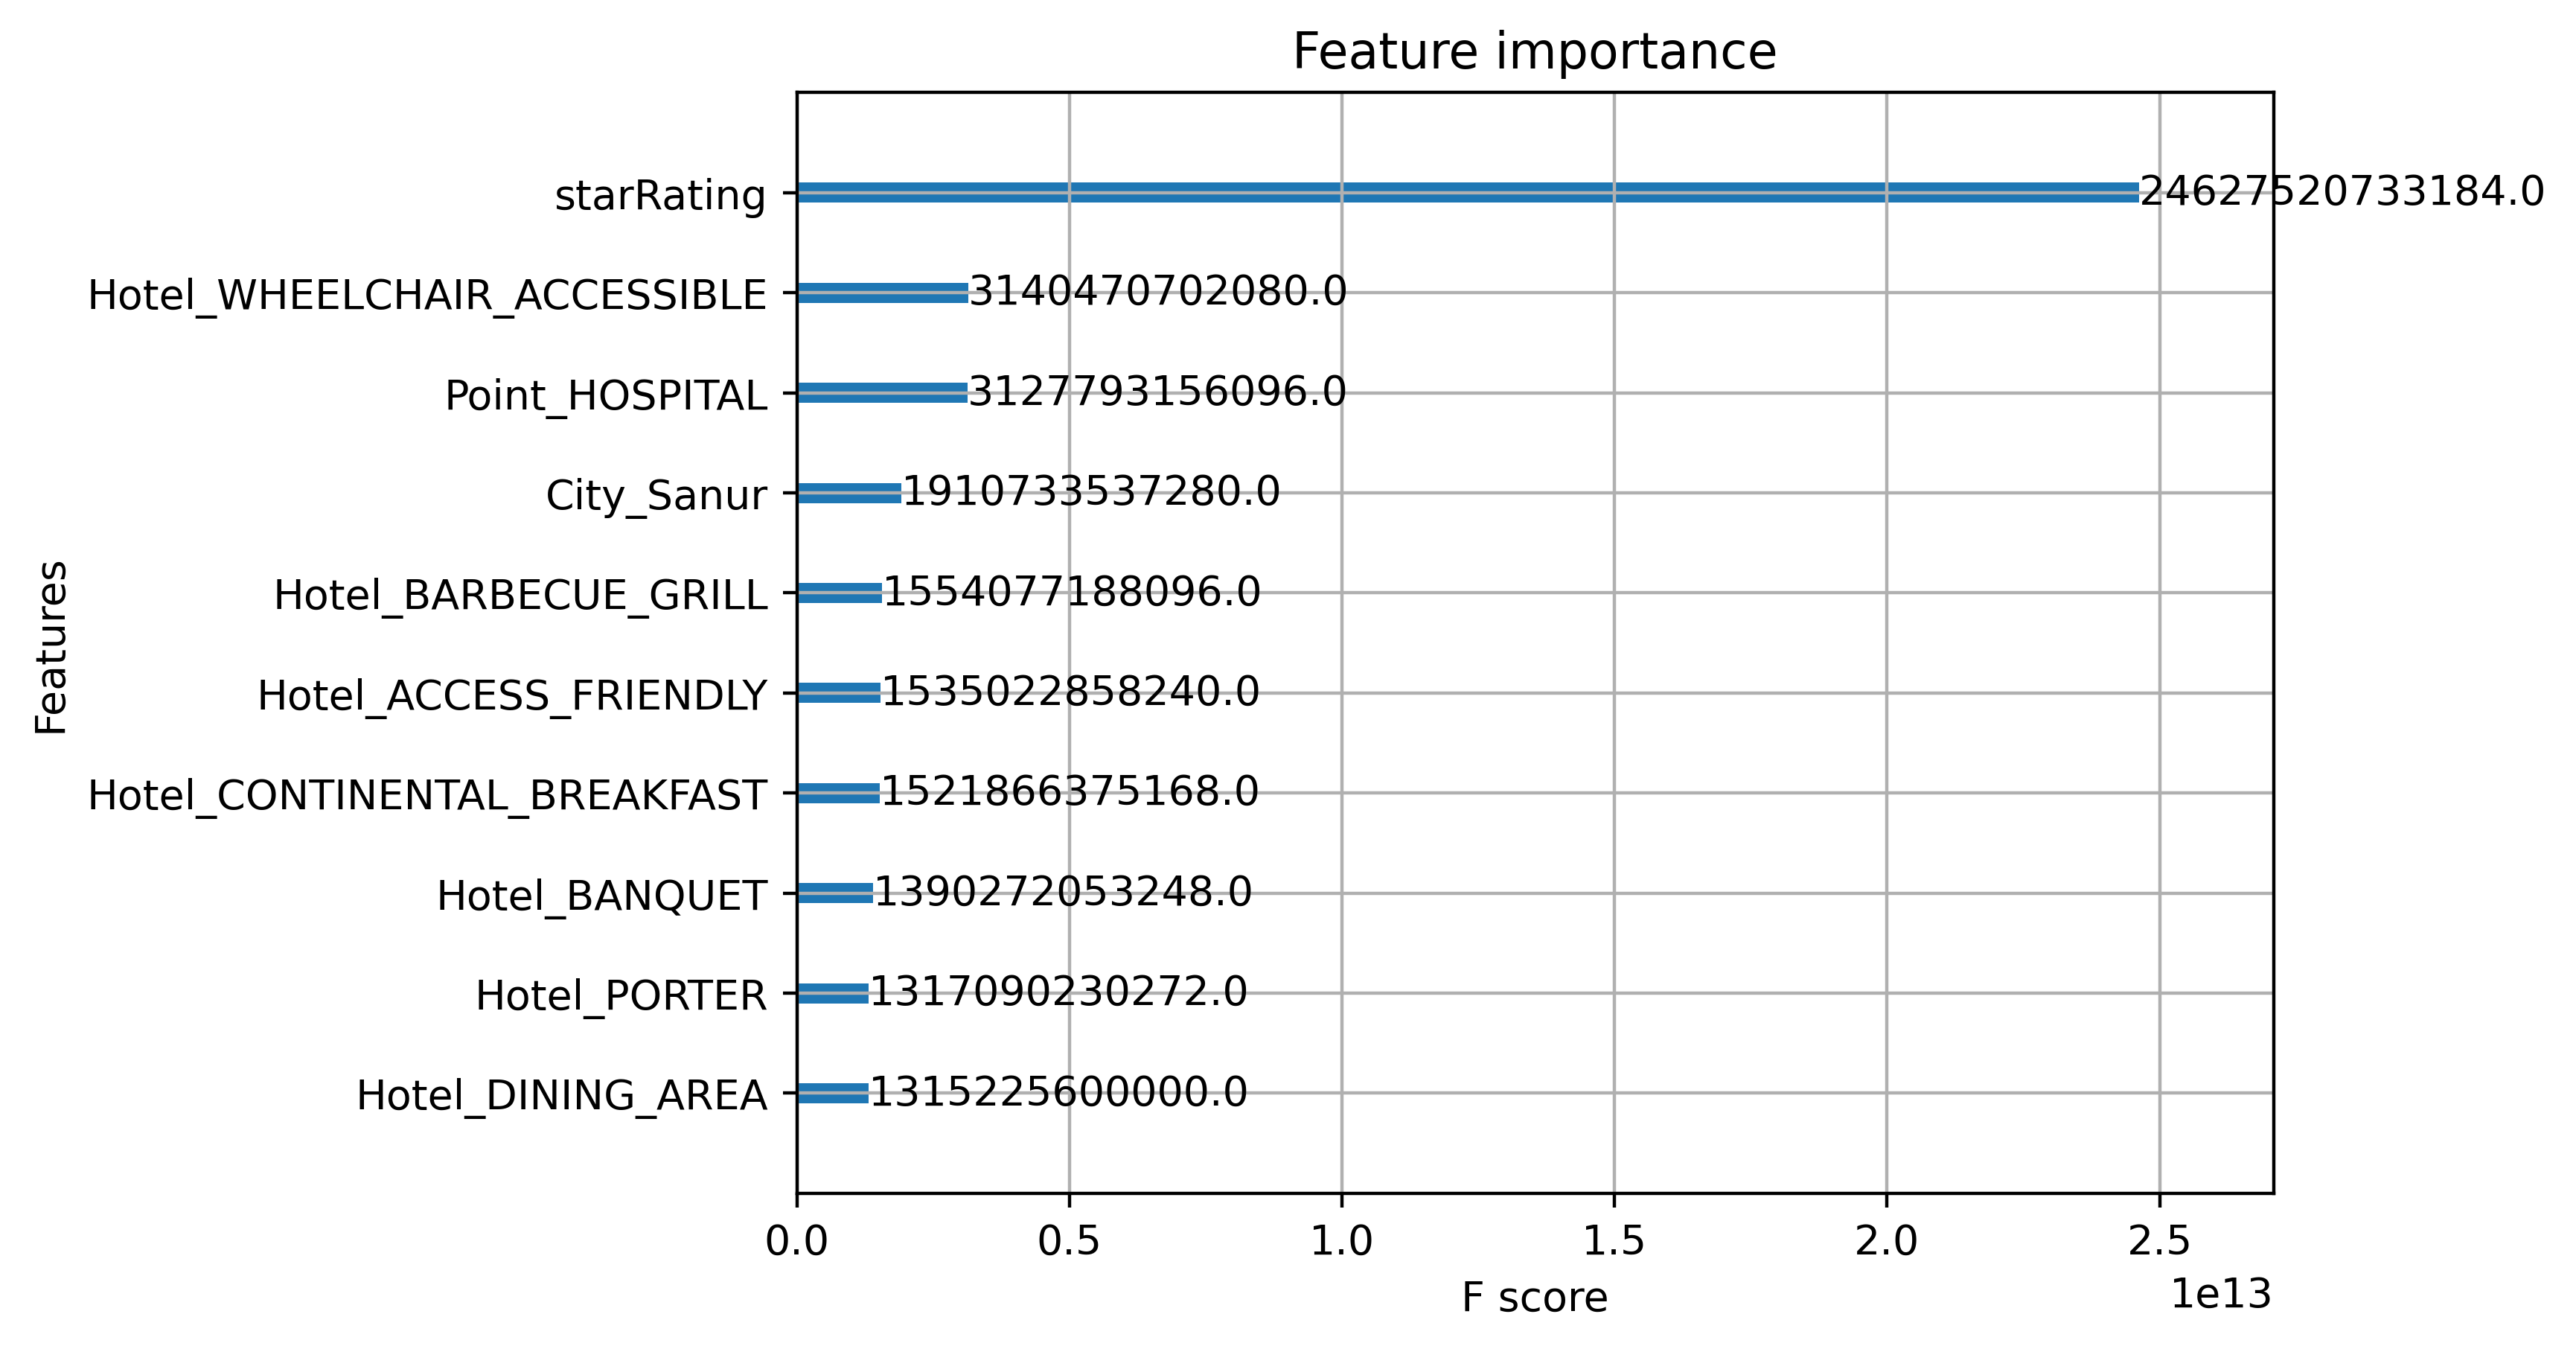 Feature importance
starRating 24627520733184.0
Hotel_WHEELCHAIR_ACCESSIBLE 3140470702080.0
Point_HOSPITAL 3127793156096.0
City_Sanur 1910733537280.0
Hotel_BARBECUE_GRILL 1554077188096.0
Hotel_ACCESS_FRIENDLY 1535022858240.0
Hotel_CONTINENTAL_BREAKFAST 1521866375168.0
Hotel_BANQUET 1390272053248.0
Hotel_PORTER 1317090230272.0
Hotel_DINING_AREA 1315225600000.0
Features
0.0 0.5 1.0 1.5 2.0 2.5
1e13
F score